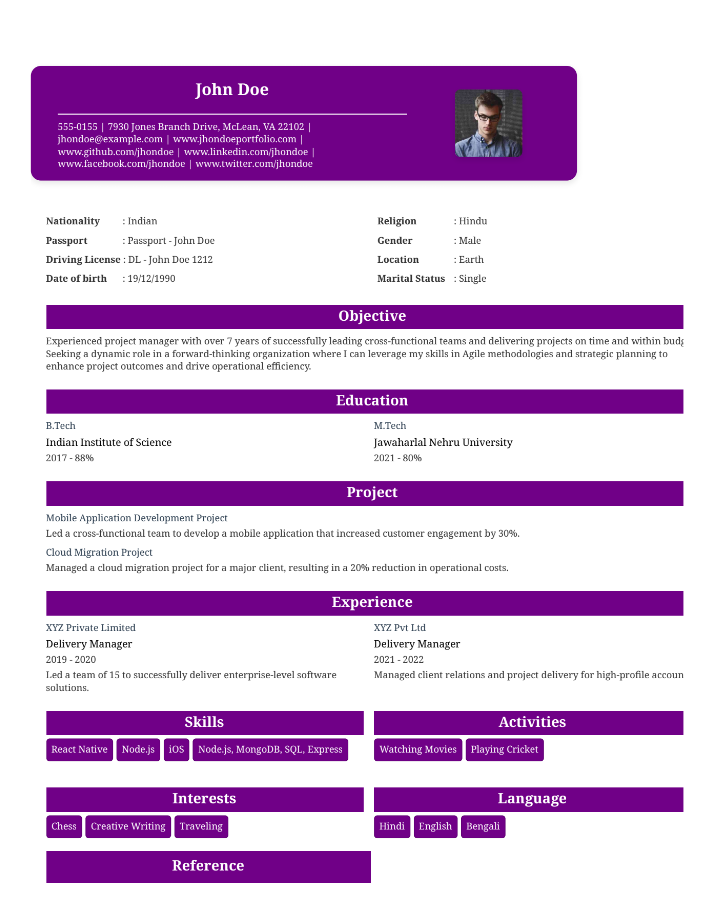 John Doe
555-0155 | 7930 Jones Branch Drive, McLean, VA 22102 |
jhondoe@example.com | www.jhondoeportfolio.com |
www.github.com/jhondoe | www.linkedin.com/jhondoe |
www.facebook.com/jhondoe | www.twitter.com/jhondoe
Nationality : Indian
Passport : Passport - John Doe
Driving License : DL - John Doe 1212
Date of birth : 19/12/1990
Religion : Hindu
Gender : Male
Location : Earth
Marital Status : Single
Objective
Experienced project manager with over 7 years of successfully leading cross-functional teams and delivering projects on time and within
Seeking a dynamic role in a forward-thinking organization where I can leverage my skills in Agile methodologies and strategic planning to
enhance project outcomes and drive operational efficiency.
Education
B.Tech
Indian Institute of Science
2017 - 88%
M.Tech
Jawaharlal Nehru University
2021 - 80%
Project
Mobile Application Development Project
Led a cross-functional team to develop a mobile application that increased customer engagement by 30%.
Cloud Migration Project
Managed a cloud migration project for a major client, resulting in a 20% reduction in operational costs.
Experience
XYZ Private Limited
Delivery Manager
2019 - 2020
Led a team of 15 to successfully deliver enterprise-level software
solutions.
XYZ Pvt Ltd
Delivery Manager
2021 - 2022
Managed client relations and project delivery for high-profile accoun
Skills
React Native Node.js iOS Node.js, MongoDB, SQL, Express
Activities
Watching Movies Playing Cricket
Interests
Chess Creative Writing Traveling
Language
Hindi English Bengali
Reference